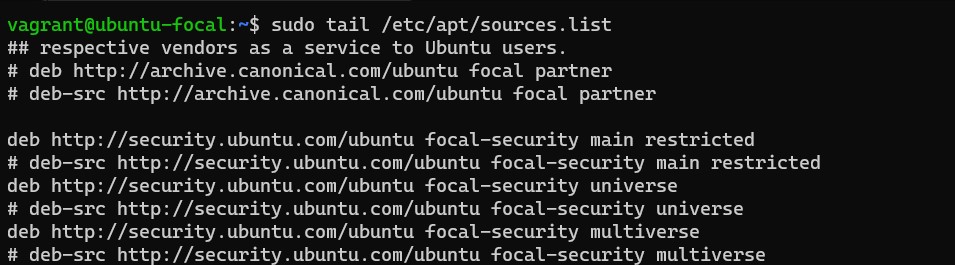 vagrant@ubuntu-focal:~$ sudo tail /etc/apt/sources.list
## respective vendors as a service to Ubuntu users.
# deb http://archive.canonical.com/ubuntu focal partner
# deb-src http://archive.canonical.com/ubuntu focal partner

deb http://security.ubuntu.com/ubuntu focal-security main restricted
# deb-src http://security.ubuntu.com/ubuntu focal-security main restricted
deb http://security.ubuntu.com/ubuntu focal-security universe
# deb-src http://security.ubuntu.com/ubuntu focal-security universe
deb http://security.ubuntu.com/ubuntu focal-security multiverse
# deb-src http://security.ubuntu.com/ubuntu focal-security multiverse